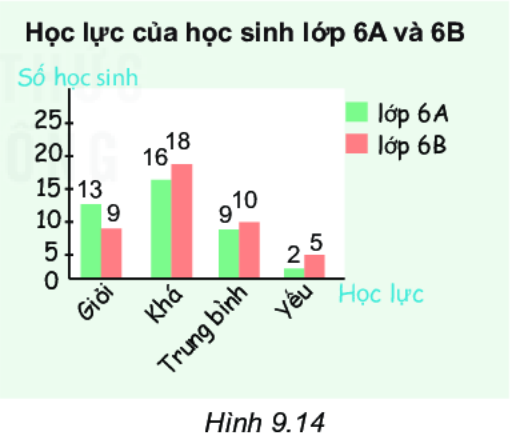 Học lực của học sinh lớp 6A và 6B
Số học sinh
25
20
15
10
5
0
13
9
16
18
9
10
2
5
lớp 6A
lớp 6B
Giỏi
Khá
Trung bình
Yếu
Học lực
Hình 9.14